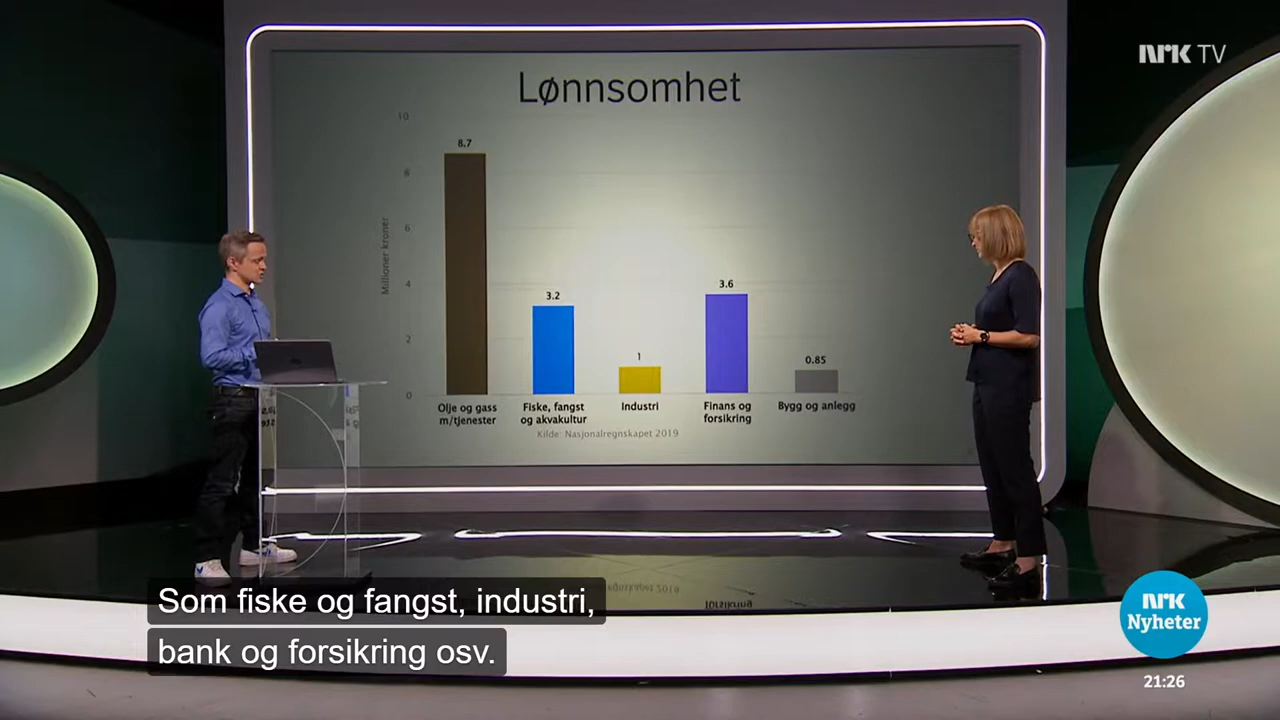 NRK TV
Lønnsomhet
10
8
6
4
2
0
Millioner kroner
8.7
3.2
1
3.6
0.85
Olje og gass
m/tjenester
Fiske, fangst
og akvakultur
Industri
Finans og
forsikring
Bygg og anlegg
Kilde: Nasjonalregnskapet 2019
Som fiske og fangst, industri,
bank og forsikring osv.
NRK
Nyheter
21:26